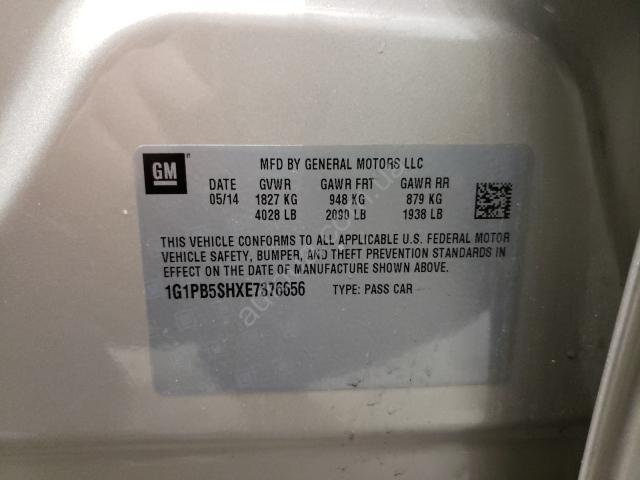 GM
MFD BY GENERAL MOTORS LLC
DATE GVWR GAWR FRT GAWR RR
05/14 1827 KG 948 KG 879 KG
4028 LB 2090 LB 1938 LB
THIS VEHICLE CONFORMS TO ALL APPLICABLE U.S. FEDERAL MOTOR
VEHICLE SAFETY, BUMPER, AND THEFT PREVENTION STANDARDS IN
EFFECT ON THE DATE OF MANUFACTURE SHOWN ABOVE.
TYPE: PASS CAR